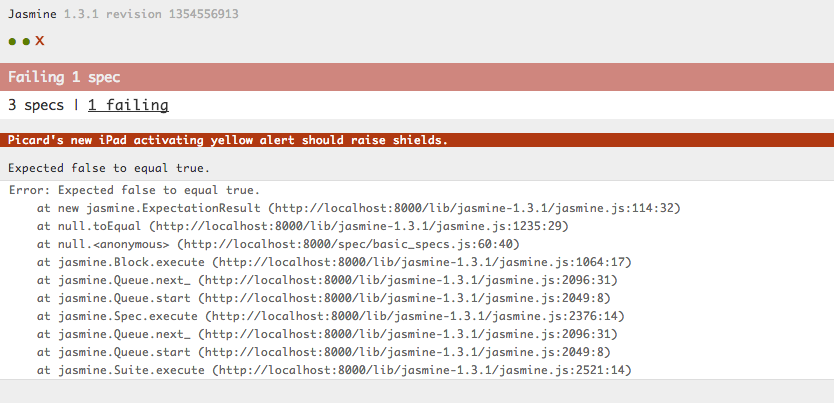 Jasmine 1.3.1 revision 1354556913
● ● X
Failing 1 spec
3 specs | 1 failing
Picard's new iPad activating yellow alert should raise shields.
Expected false to equal true.
Error: Expected false to equal true.
at new jasmine.ExpectationResult (http://localhost:8000/lib/jasmine-1.3.1/jasmine.js:114:32)
at null.toEqual (http://localhost:8000/lib/jasmine-1.3.1/jasmine.js:1235:29)
at null.<anonymous> (http://localhost:8000/spec/basic_specs.js:60:40)
at jasmine.Block.execute (http://localhost:8000/lib/jasmine-1.3.1/jasmine.js:1064:17)
at jasmine.Queue.next_ (http://localhost:8000/lib/jasmine-1.3.1/jasmine.js:2096:31)
at jasmine.Queue.start (http://localhost:8000/lib/jasmine-1.3.1/jasmine.js:2049:8)
at jasmine.Spec.execute (http://localhost:8000/lib/jasmine-1.3.1/jasmine.js:2376:14)
at jasmine.Queue.next_ (http://localhost:8000/lib/jasmine-1.3.1/jasmine.js:2096:31)
at jasmine.Queue.start (http://localhost:8000/lib/jasmine-1.3.1/jasmine.js:2049:8)
at jasmine.Suite.execute (http://localhost:8000/lib/jasmine-1.3.1/jasmine.js:2521:14)